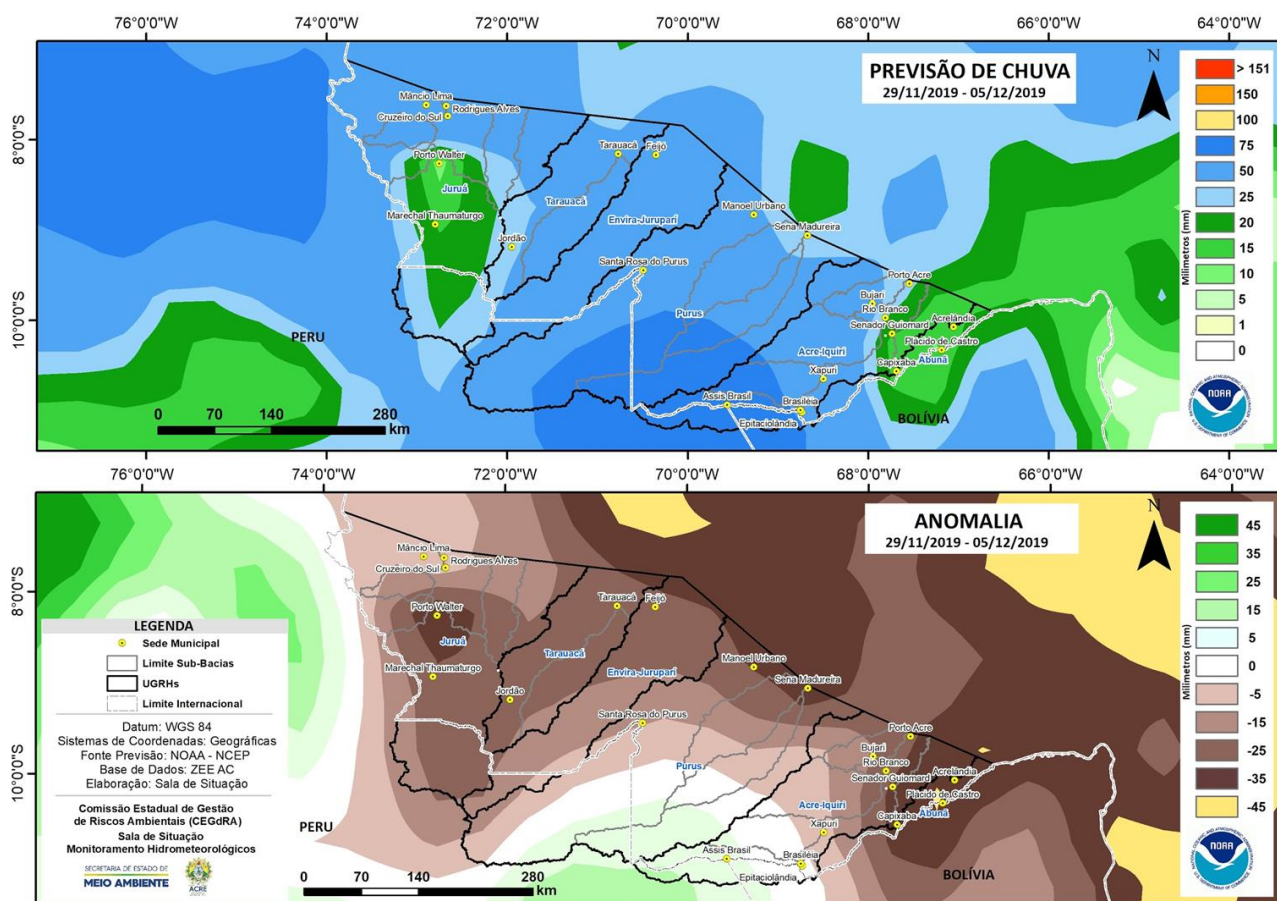 76°0'0"W 74°0'0"W 72°0'0"W 70°0'0"W 68°0'0"W 66°0'0"W 64°0'0"W
8°0'0"S
10°0'0"S
PREVISÃO DE CHUVA
29/11/2019 - 05/12/2019
N
> 151
150
100
75
50
25
20
15
10
5
1
0
Milímetros (mm)
NOAA
Mâncio Lima
Rodrigues Alves
Cruzeiro do Sul
Porto Walter
Juruá
Marechal Thaumaturgo
Jordão
Tarauacá
Feijó
Tarauacá
Envira-Jurupari
Manoel Urbano
Sena Madureira
Santa Rosa do Purus
Purus
Porto Acre
Bujari
Rio Branco
Senador Guiomard
Acrelândia
Plácido de Castro
Abunã
Capixaba
Acre-Iquiri
Xapuri
Assis Brasil
Brasiléia
Epitaciolândia
PERU
BOLÍVIA
0 70 140 280
km
76°0'0"W 74°0'0"W 72°0'0"W 70°0'0"W 68°0'0"W 66°0'0"W 64°0'0"W
8°0'0"S
10°0'0"S
ANOMALIA
29/11/2019 - 05/12/2019
N
45
35
25
15
5
0
-5
-15
-25
-35
-45
Milímetros (mm)
NOAA
Mâncio Lima
Rodrigues Alves
Cruzeiro do Sul
Porto Walter
Juruá
Marechal Thaumaturgo
Jordão
Tarauacá
Feijó
Tarauacá
Envira-Jurupari
Manoel Urbano
Sena Madureira
Santa Rosa do Purus
Purus
Porto Acre
Bujari
Rio Branco
Senador Guiomard
Acrelândia
Plácido de Castro
Abunã
Capixaba
Acre-Iquiri
Xapuri
Assis Brasil
Brasiléia
Epitaciolândia
PERU
BOLÍVIA
0 70 140 280
km
LEGENDA
Sede Municipal
Limite Sub-Bacias
UGRHs
Limite Internacional
Datum: WGS 84
Sistemas de Coordenadas: Geográficas
Fonte Previsão: NOAA - NCEP
Base de Dados: ZEE AC
Elaboração: Sala de Situação
Comissão Estadual de Gestão
de Riscos Ambientais (CEGdRA)
Sala de Situação
Monitoramento Hidrometeorológicos
SECRETARIA DE ESTADO DE
MEIO AMBIENTE
ACRE